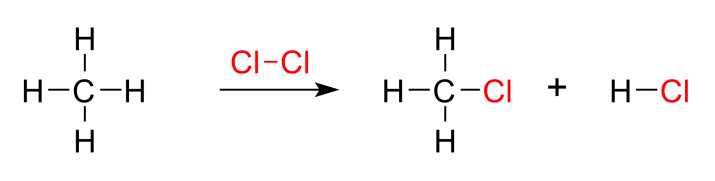 H H
Cl–Cl
H–C–H H–C–Cl + H–Cl
H H